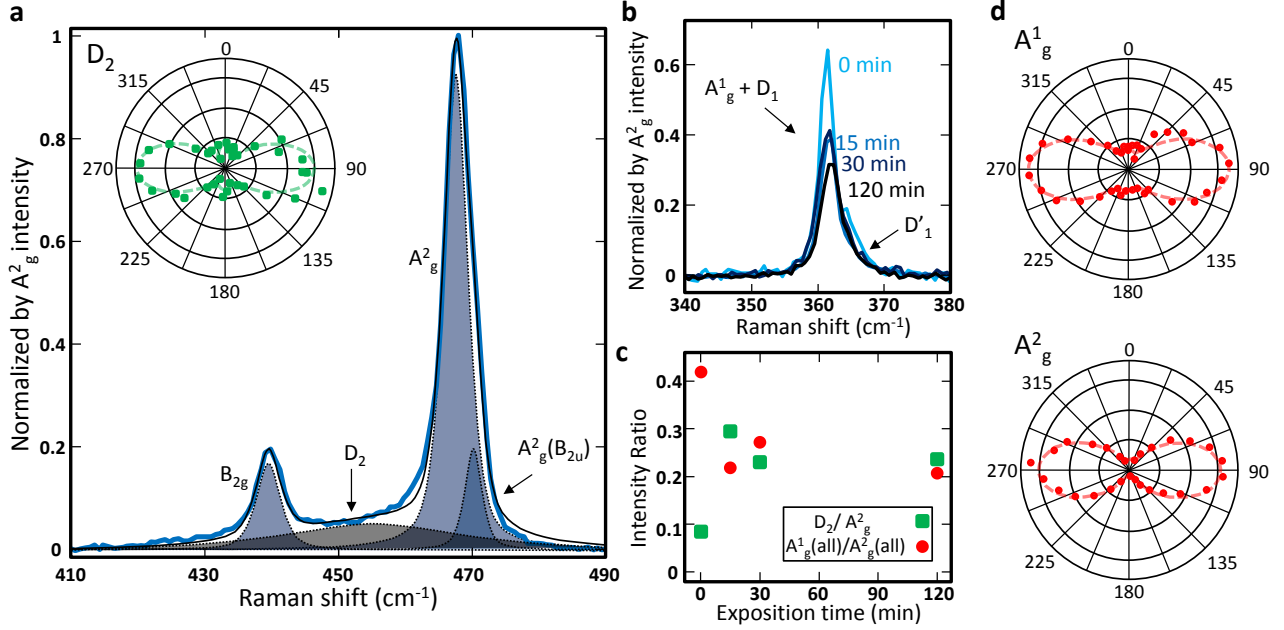 a
D₂
0
45
90
135
180
225
270
315
Normalized by A²g intensity
1
0.8
0.6
0.4
0.2
0
410
430
450
470
490
Raman shift (cm⁻¹)
B2g
D₂
A²g
A²g(B2u)
b
Normalized by A²g intensity
0.6
0.4
0.2
0
340
350
360
370
380
Raman shift (cm⁻¹)
A¹g + D₁
0 min
15 min
30 min
120 min
D'₁
c
Intensity Ratio
0.4
0.3
0.2
0.1
0
0
30
60
90
120
Exposition time (min)
D₂/ A²g
A¹g(all)/A²g(all)
d
A¹g
0
45
90
135
180
225
270
315
A²g
0
45
90
135
180
225
270
315